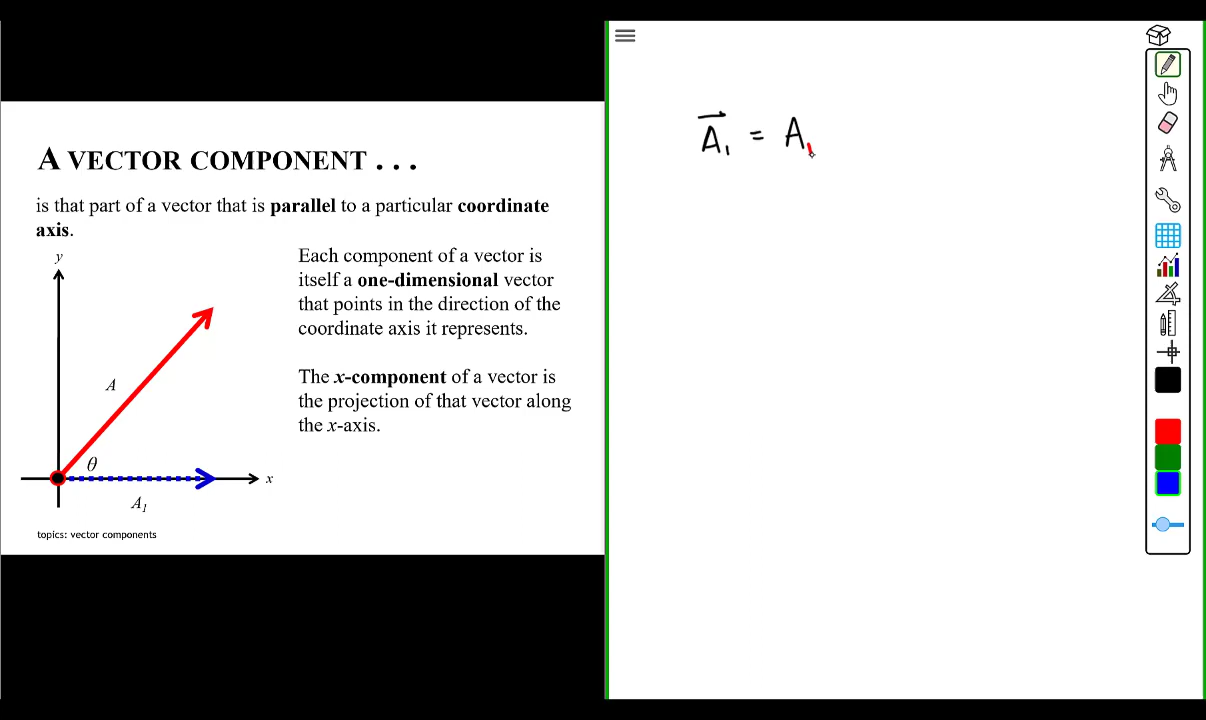 A VECTOR COMPONENT . . .
is that part of a vector that is parallel to a particular coordinate
axis.
y
A
θ
x
A₁
Each component of a vector is
itself a one-dimensional vector
that points in the direction of the
coordinate axis it represents.
The x-component of a vector is
the projection of that vector along
the x-axis.
topics: vector components
A⃗₁ = A₁